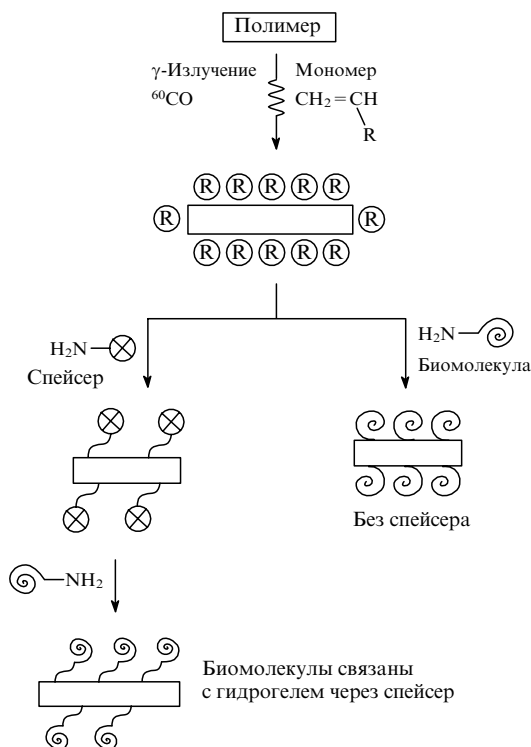 Полимер
γ-Излучение
⁶⁰CO
Мономер
CH₂=CH
R
R R R R R
R R
R R R R R
H₂N
Спейсер
H₂N
Биомолекула
Без спейсера
NH₂
Биомолекулы связаны
с гидрогелем через спейсер